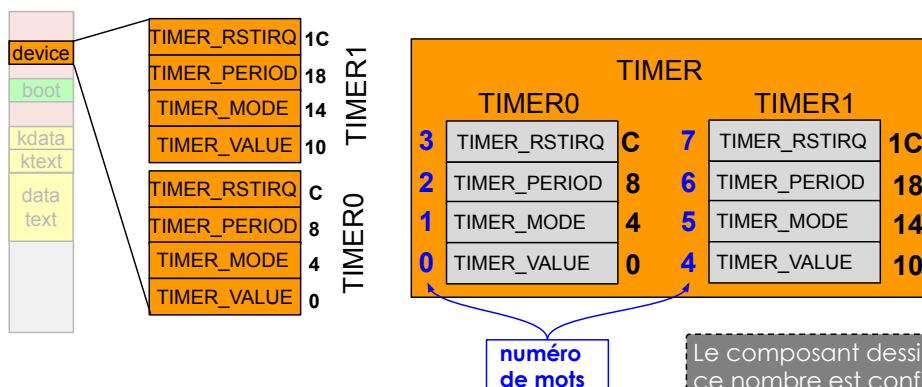 device
boot
kdata
ktext
data
text
TIMER_RSTIRQ 1C
TIMER_PERIOD 18
TIMER_MODE 14
TIMER_VALUE 10
TIMER1
TIMER_RSTIRQ C
TIMER_PERIOD 8
TIMER_MODE 4
TIMER_VALUE 0
TIMER0
TIMER
TIMER0
3 TIMER_RSTIRQ C
2 TIMER_PERIOD 8
1 TIMER_MODE 4
0 TIMER_VALUE 0
TIMER1
7 TIMER_RSTIRQ 1C
6 TIMER_PERIOD 18
5 TIMER_MODE 14
4 TIMER_VALUE 10
numéro
de mots
Le composant dessi
ce nombre est conf